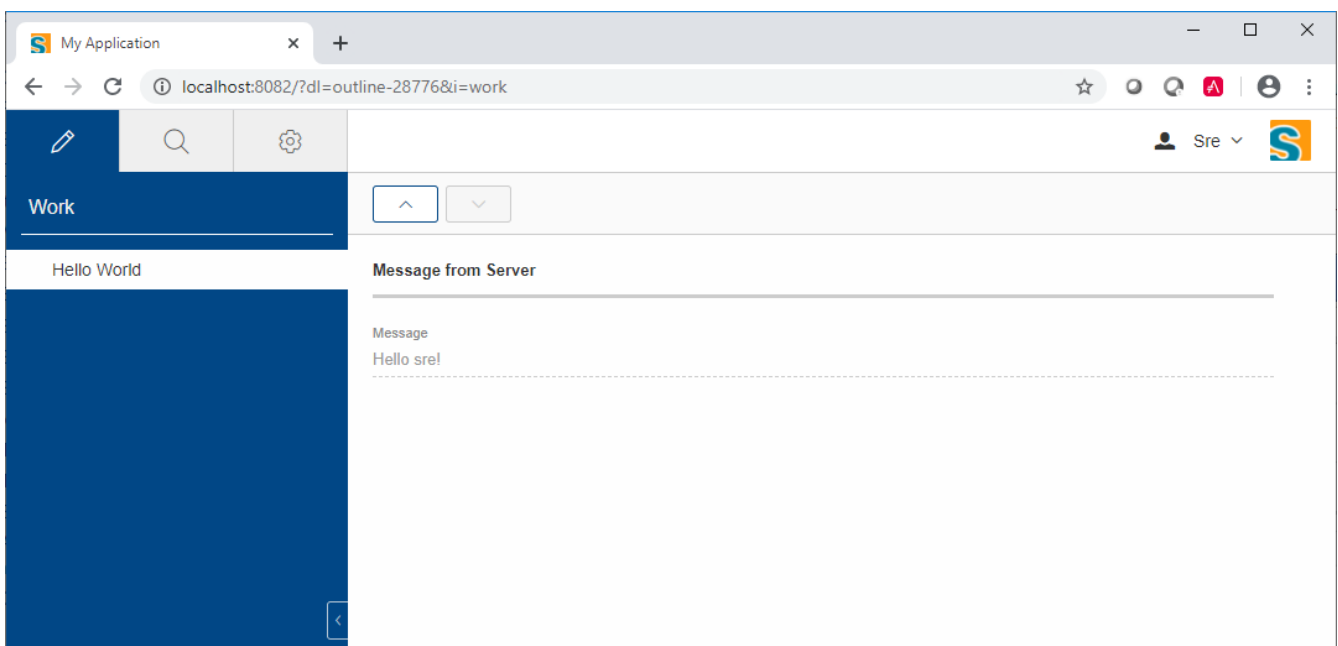 My Application
localhost:8082/?dl=outline-28776&i=work
Sre
Work
Hello World
Message from Server
Message
Hello sre!